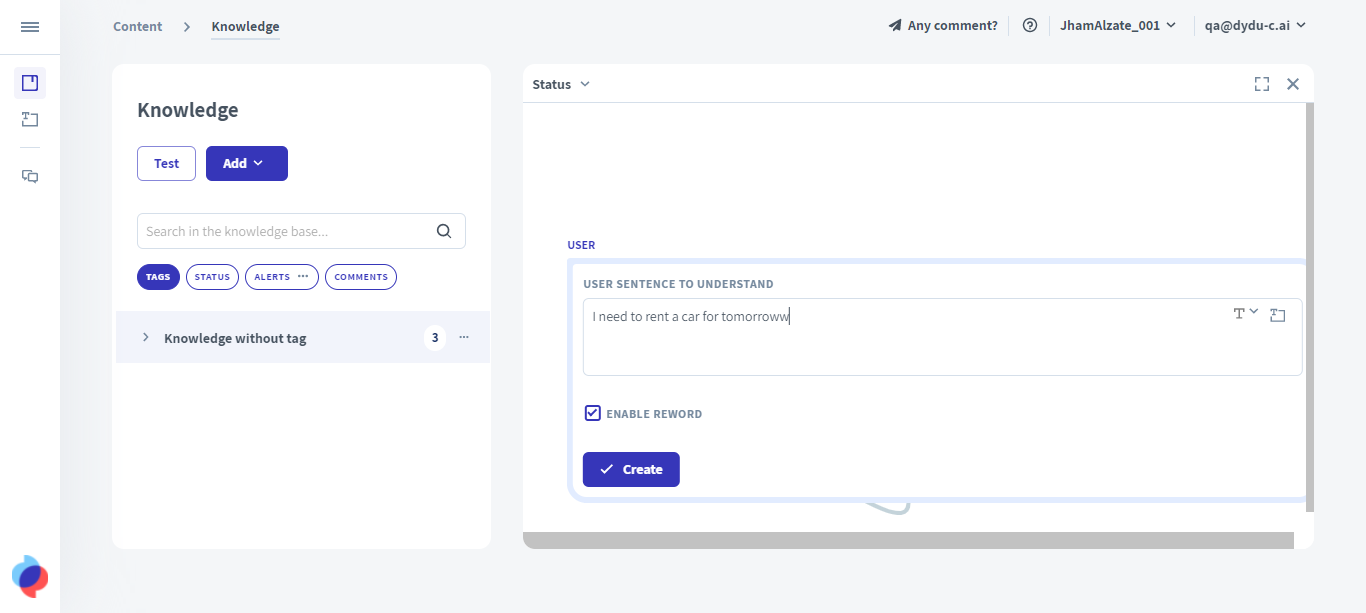 Content > Knowledge
Any comment?
JhamAlzate_001
qa@dydu-c.ai
Knowledge
Test
Add
Search in the knowledge base...
TAGS
STATUS
ALERTS ...
COMMENTS
Knowledge without tag
3
...
Status
USER
USER SENTENCE TO UNDERSTAND
I need to rent a car for tomorroww
T
ENABLE REWORD
Create